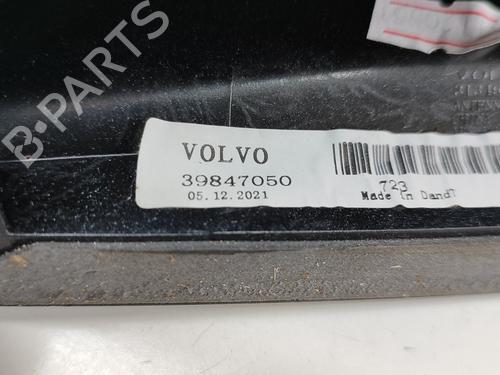 B-PARTS
VOLVO
39847050
05.12.2021
723
Made in Dand